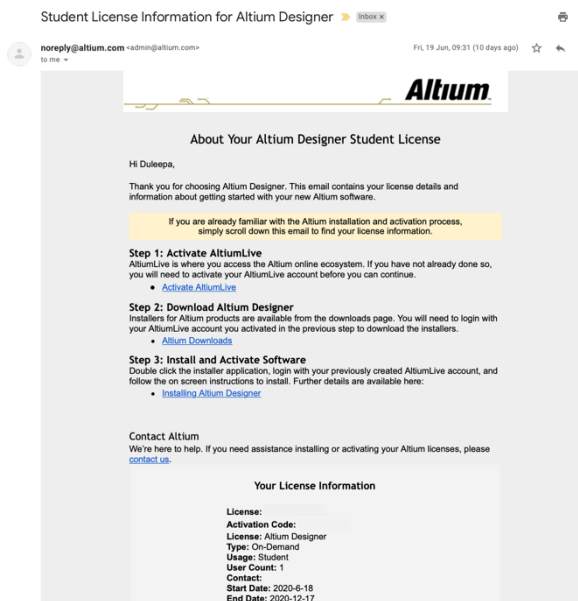 Student License Information for Altium Designer Inbox x
noreply@altium.com <admin@altium.com>
Fri, 19 Jun, 09:31 (10 days ago)
to me
Altium.
About Your Altium Designer Student License
Hi Duleepa,
Thank you for choosing Altium Designer. This email contains your license details and
information about getting started with your new Altium software.
If you are already familiar with the Altium installation and activation process,
simply scroll down this email to find your license information.
Step 1: Activate AltiumLive
AltiumLive is where you access the Altium online ecosystem. If you have not already done so,
you will need to activate your AltiumLive account before you can continue.
• Activate AltiumLive
Step 2: Download Altium Designer
Installers for Altium products are available from the downloads page. You will need to login with
your AltiumLive account you activated in the previous step to download the installers.
• Altium Downloads
Step 3: Install and Activate Software
Double click the installer application, login with your previously created AltiumLive account, and
follow the on screen instructions to install. Further details are available here:
• Installing Altium Designer
Contact Altium
We're here to help. If you need assistance installing or activating your Altium licenses, please
contact us.
Your License Information
License:
Activation Code:
License: Altium Designer
Type: On-Demand
Usage: Student
User Count: 1
Contact:
Start Date: 2020-6-18
End Date: 2020-12-17